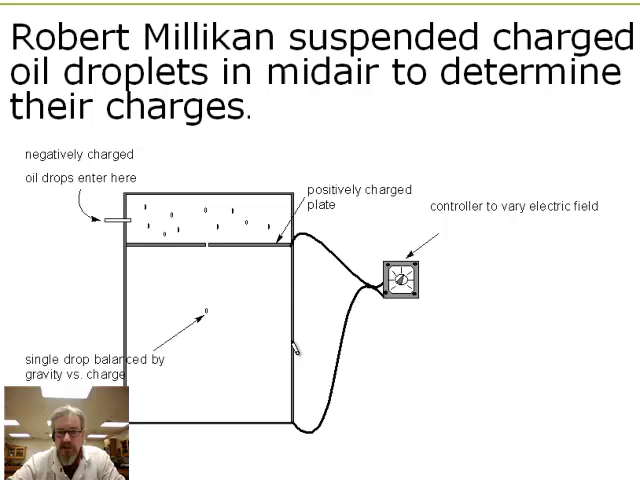 Robert Millikan suspended charged
oil droplets in midair to determine
their charges.
negatively charged
oil drops enter here
positively charged
plate
controller to vary electric field
single drop balanced by
gravity vs. charge